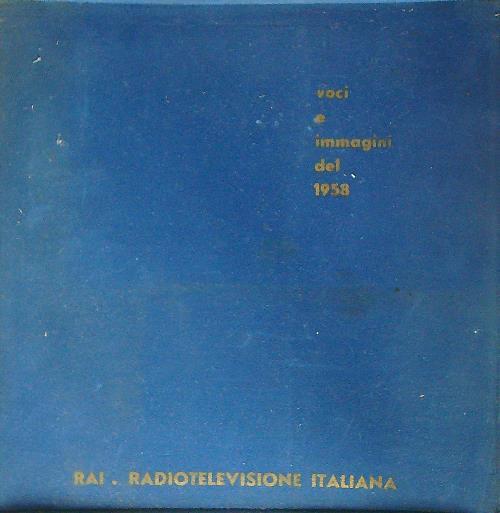 voci
e
immagini
del
1958
RAI . RADIOTELEVISIONE ITALIANA